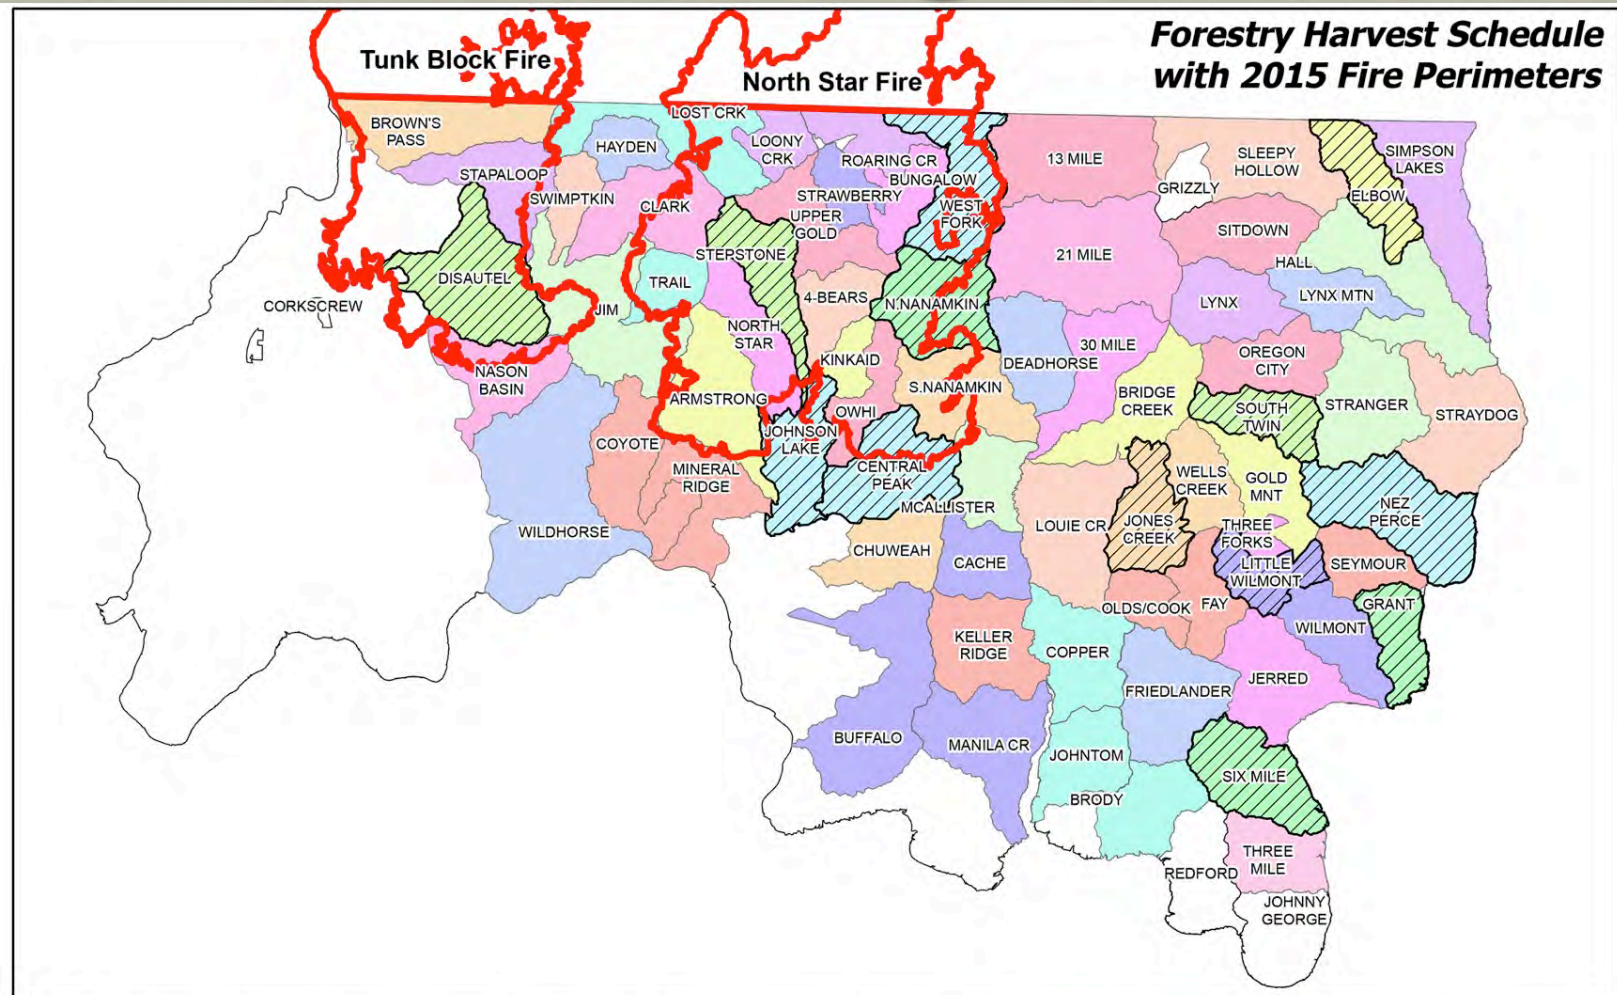 Forestry Harvest Schedule
with 2015 Fire Perimeters
Tunk Block Fire
North Star Fire
BROWN'S
PASS
LOST CRK
HAYDEN
LOONY
CRK
ROARING CR
13 MILE
SLEEPY
HOLLOW
SIMPSON
LAKES
STAPALOOP
BUNGALOW
GRIZZLY
ELBOW
SWIMPTKIN
CLARK
STRAWBERRY
UPPER
GOLD
WEST
FORK
SITDOWN
STEPSTONE
21 MILE
HALL
DISAUTEL
TRAIL
4-BEARS
N.NANAMKIN
LYNX
LYNX MTN
CORKSCREW
JIM
NORTH
STAR
KINKAID
DEADHORSE
30 MILE
OREGON
CITY
NASON
BASIN
ARMSTRONG
S.NANAMKIN
BRIDGE
CREEK
SOUTH
TWIN
STRANGER
STRAYDOG
OWHI
JOHNSON
LAKE
COYOTE
MINERAL
RIDGE
CENTRAL
PEAK
WELLS
CREEK
GOLD
MNT
MCALLISTER
NEZ
PERCE
WILDHORSE
LOUIE CR
JONES
CREEK
THREE
FORKS
CHUWEAH
CACHE
LITTLE
WILMONT
SEYMOUR
OLDS/COOK
FAY
GRANT
KELLER
RIDGE
WILMONT
COPPER
JERRED
FRIEDLANDER
BUFFALO
MANILA CR
JOHNTOM
SIX MILE
BRODY
THREE
MILE
REDFORD
JOHNNY
GEORGE